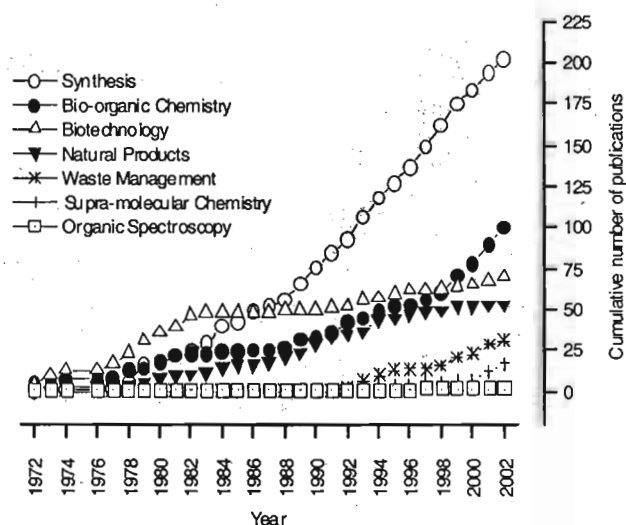 Synthesis
Bio-organic Chemistry
Biotechnology
Natural Products
Waste Management
Supra-molecular Chemistry
Organic Spectroscopy
225
200
175
150
125
100
75
50
25
0
Cumulative number of publications
1972
1974
1976
1978
1980
1982
1984
1986
1988
1990
1992
1994
1996
1998
2000
2002
Year